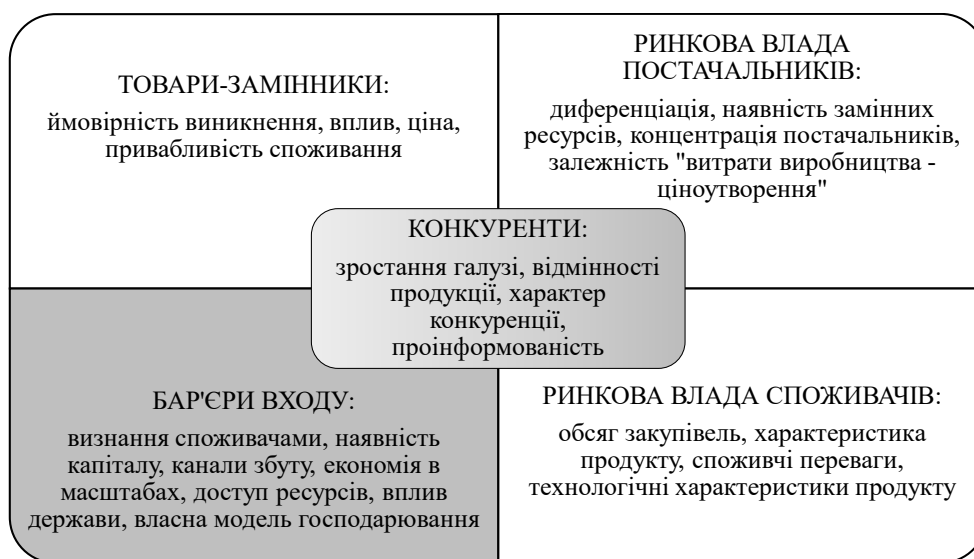 ТОВАРИ-ЗАМІННИКИ:
ймовірність виникнення, вплив, ціна,
привабливість споживання
РИНКОВА ВЛАДА
ПОСТАЧАЛЬНИКІВ:
диференціація, наявність замінних
ресурсів, концентрація постачальників,
залежність "витрати виробництва -
ціноутворення"
КОНКУРЕНТИ:
зростання галузі, відмінності
продукції, характер
конкуренції,
проінформованість
БАР'ЄРИ ВХОДУ:
визнання споживачами, наявність
капіталу, канали збуту, економія в
масштабах, доступ ресурсів, вплив
держави, власна модель господарювання
РИНКОВА ВЛАДА СПОЖИВАЧІВ:
обсяг закупівель, характеристика
продукту, споживчі переваги,
технологічні характеристики продукту